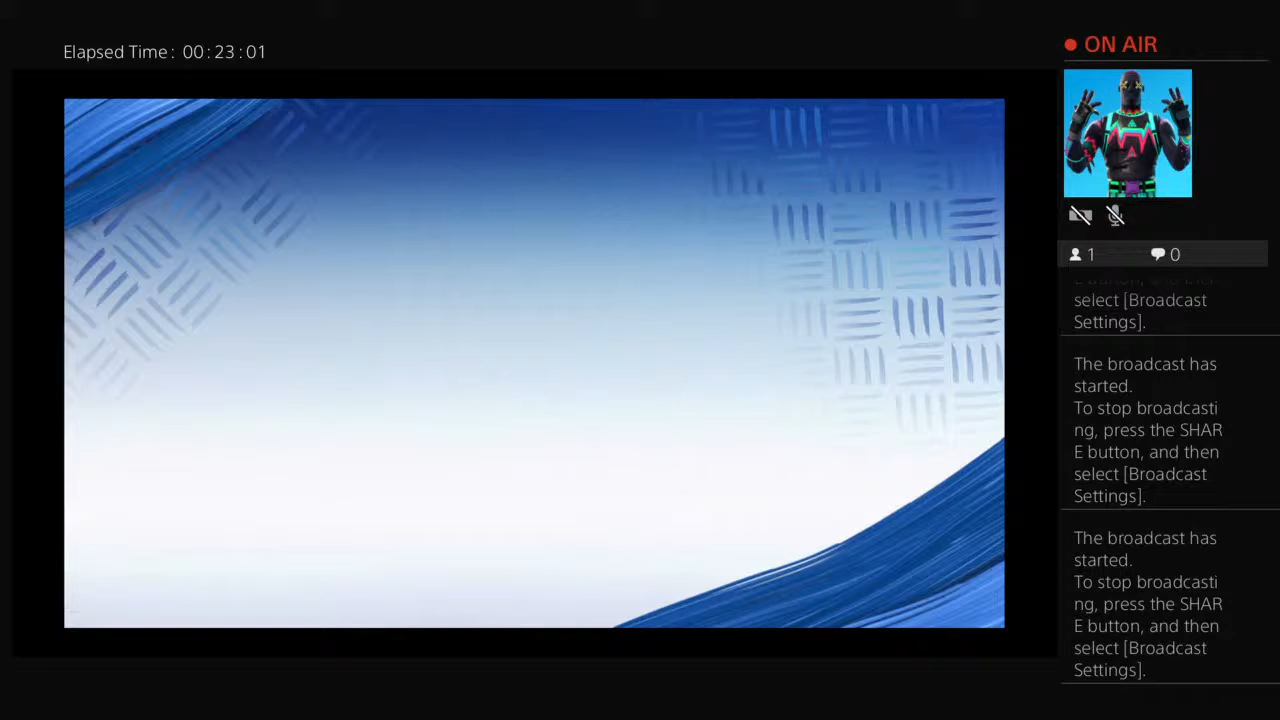 Elapsed Time: 00:23:01
ON AIR
1 0
select [Broadcast
Settings].
The broadcast has
started.
To stop broadcasti
ng, press the SHAR
E button, and then
select [Broadcast
Settings].
The broadcast has
started.
To stop broadcasti
ng, press the SHAR
E button, and then
select [Broadcast
Settings].